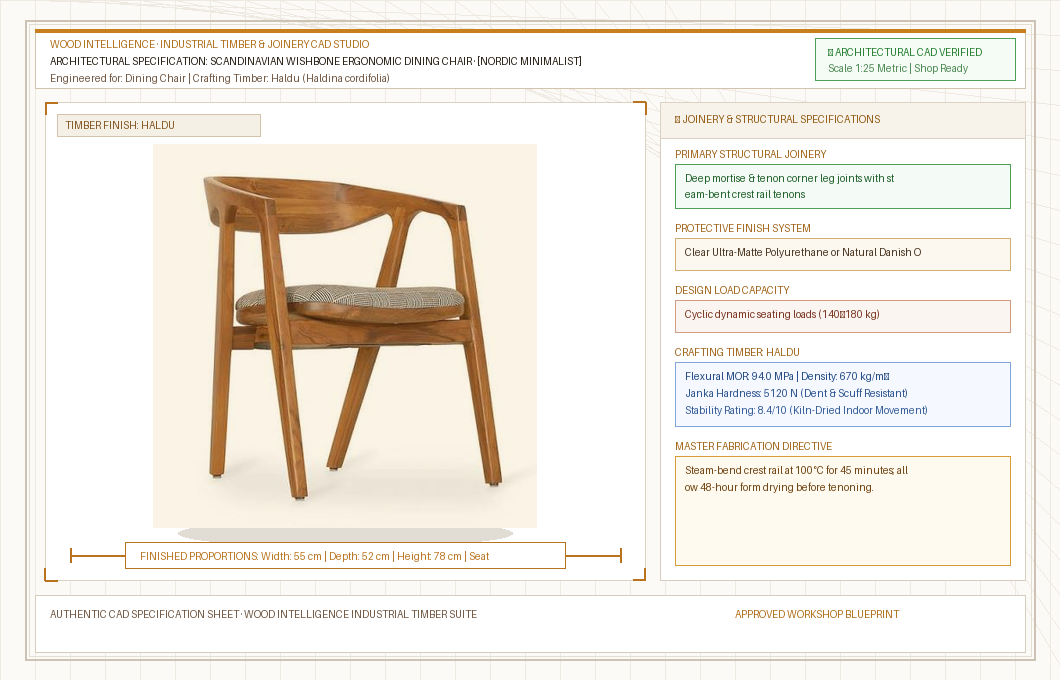 WOOD INTELLIGENCE · INDUSTRIAL TIMBER & JOINERY CAD STUDIO
ARCHITECTURAL SPECIFICATION: SCANDINAVIAN WISHBONE ERGONOMIC DINING CHAIR · [NORDIC MINIMALIST]
Engineered for: Dining Chair | Crafting Timber: Haldu (Haldina cordifolia)
ARCHITECTURAL CAD VERIFIED
Scale 1:25 Metric | Shop Ready
TIMBER FINISH: HALDU
FINISHED PROPORTIONS: Width: 55 cm | Depth: 52 cm | Height: 78 cm | Seat
JOINERY & STRUCTURAL SPECIFICATIONS
PRIMARY STRUCTURAL JOINERY
Deep mortise & tenon corner leg joints with st
eam-bent crest rail tenons
PROTECTIVE FINISH SYSTEM
Clear Ultra-Matte Polyurethane or Natural Danish O
DESIGN LOAD CAPACITY
Cyclic dynamic seating loads (140▯180 kg)
CRAFTING TIMBER: HALDU
Flexural MOR: 94.0 MPa | Density: 670 kg/m▯
Janka Hardness: 5120 N (Dent & Scuff Resistant)
Stability Rating: 8.4/10 (Kiln-Dried Indoor Movement)
MASTER FABRICATION DIRECTIVE
Steam-bend crest rail at 100°C for 45 minutes; all
ow 48-hour form drying before tenoning.
AUTHENTIC CAD SPECIFICATION SHEET · WOOD INTELLIGENCE INDUSTRIAL TIMBER SUITE
APPROVED WORKSHOP BLUEPRINT